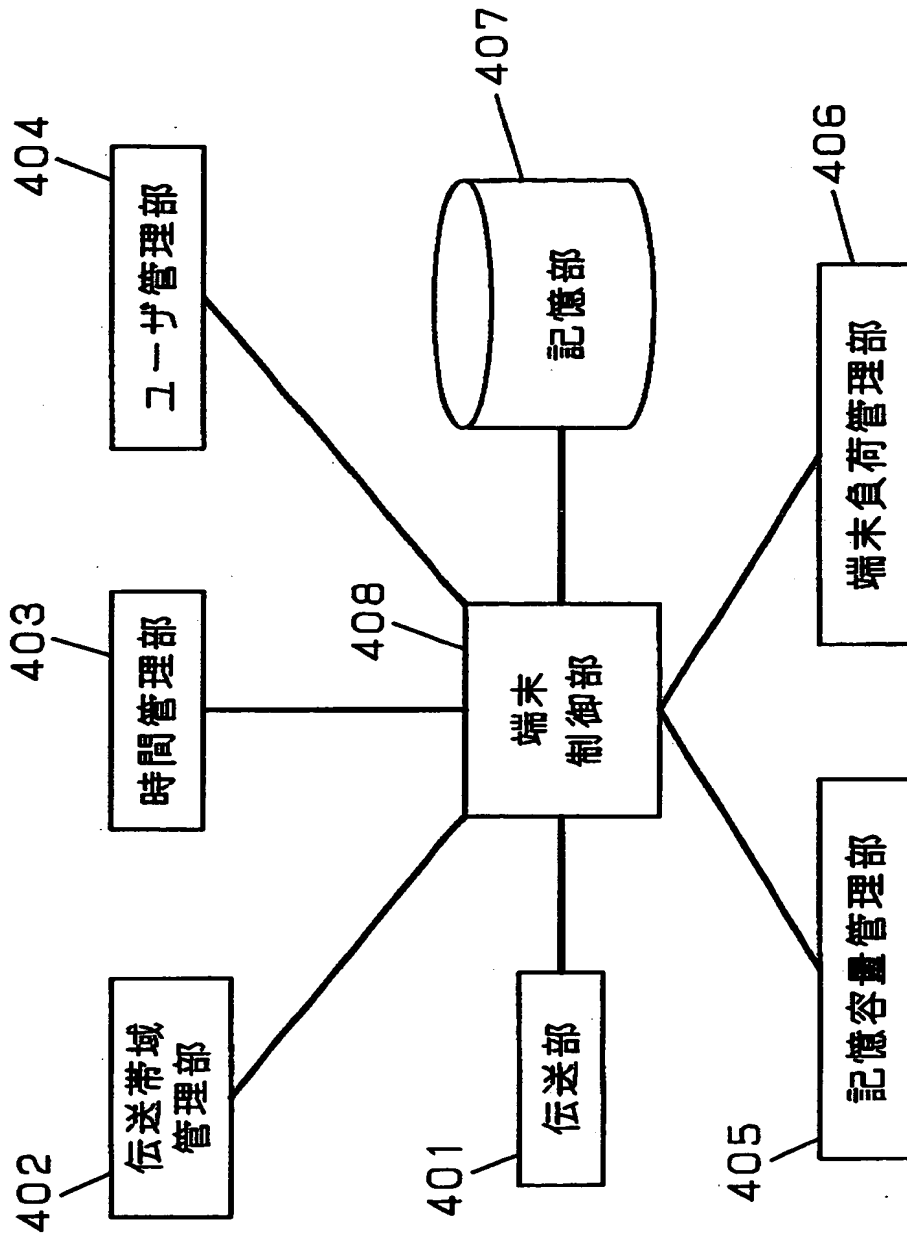 402
伝送帯域
管理部
403
時間管理部
404
ユーザ管理部
401
伝送部
408
端末
制御部
407
記憶部
405
記憶容量管理部
406
端末負荷管理部